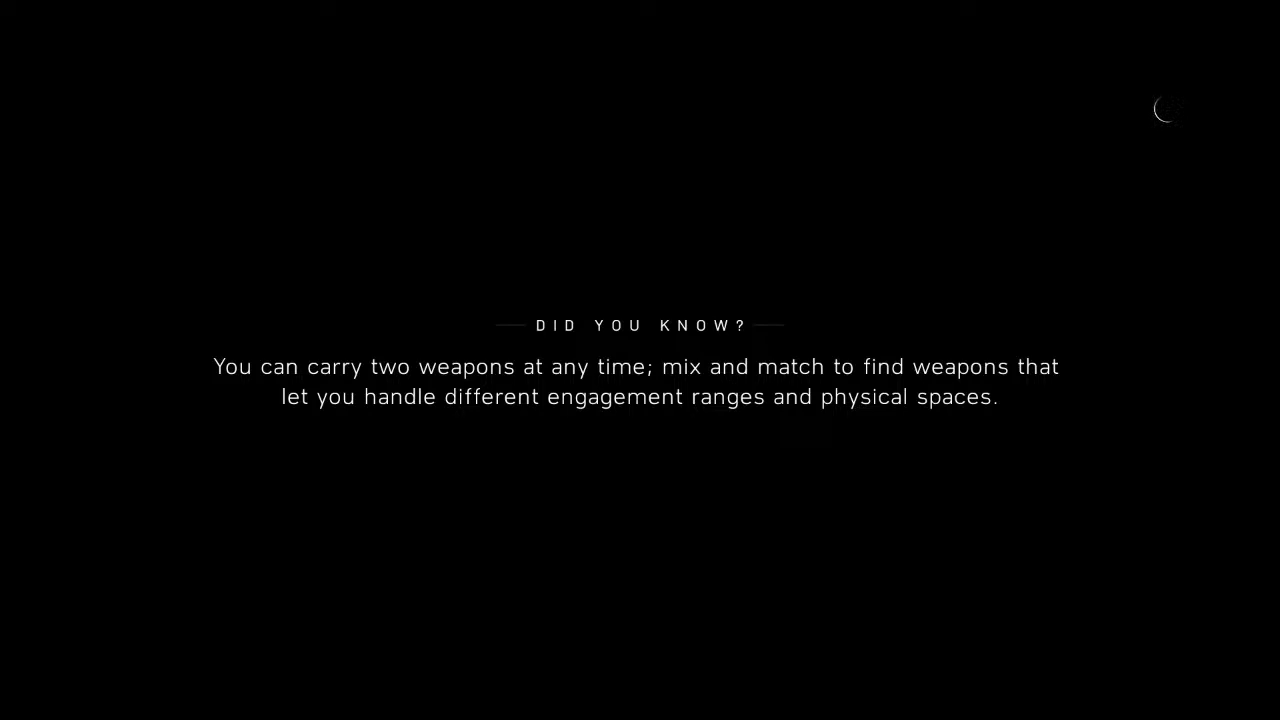 DID YOU KNOW?
You can carry two weapons at any time; mix and match to find weapons that
let you handle different engagement ranges and physical spaces.